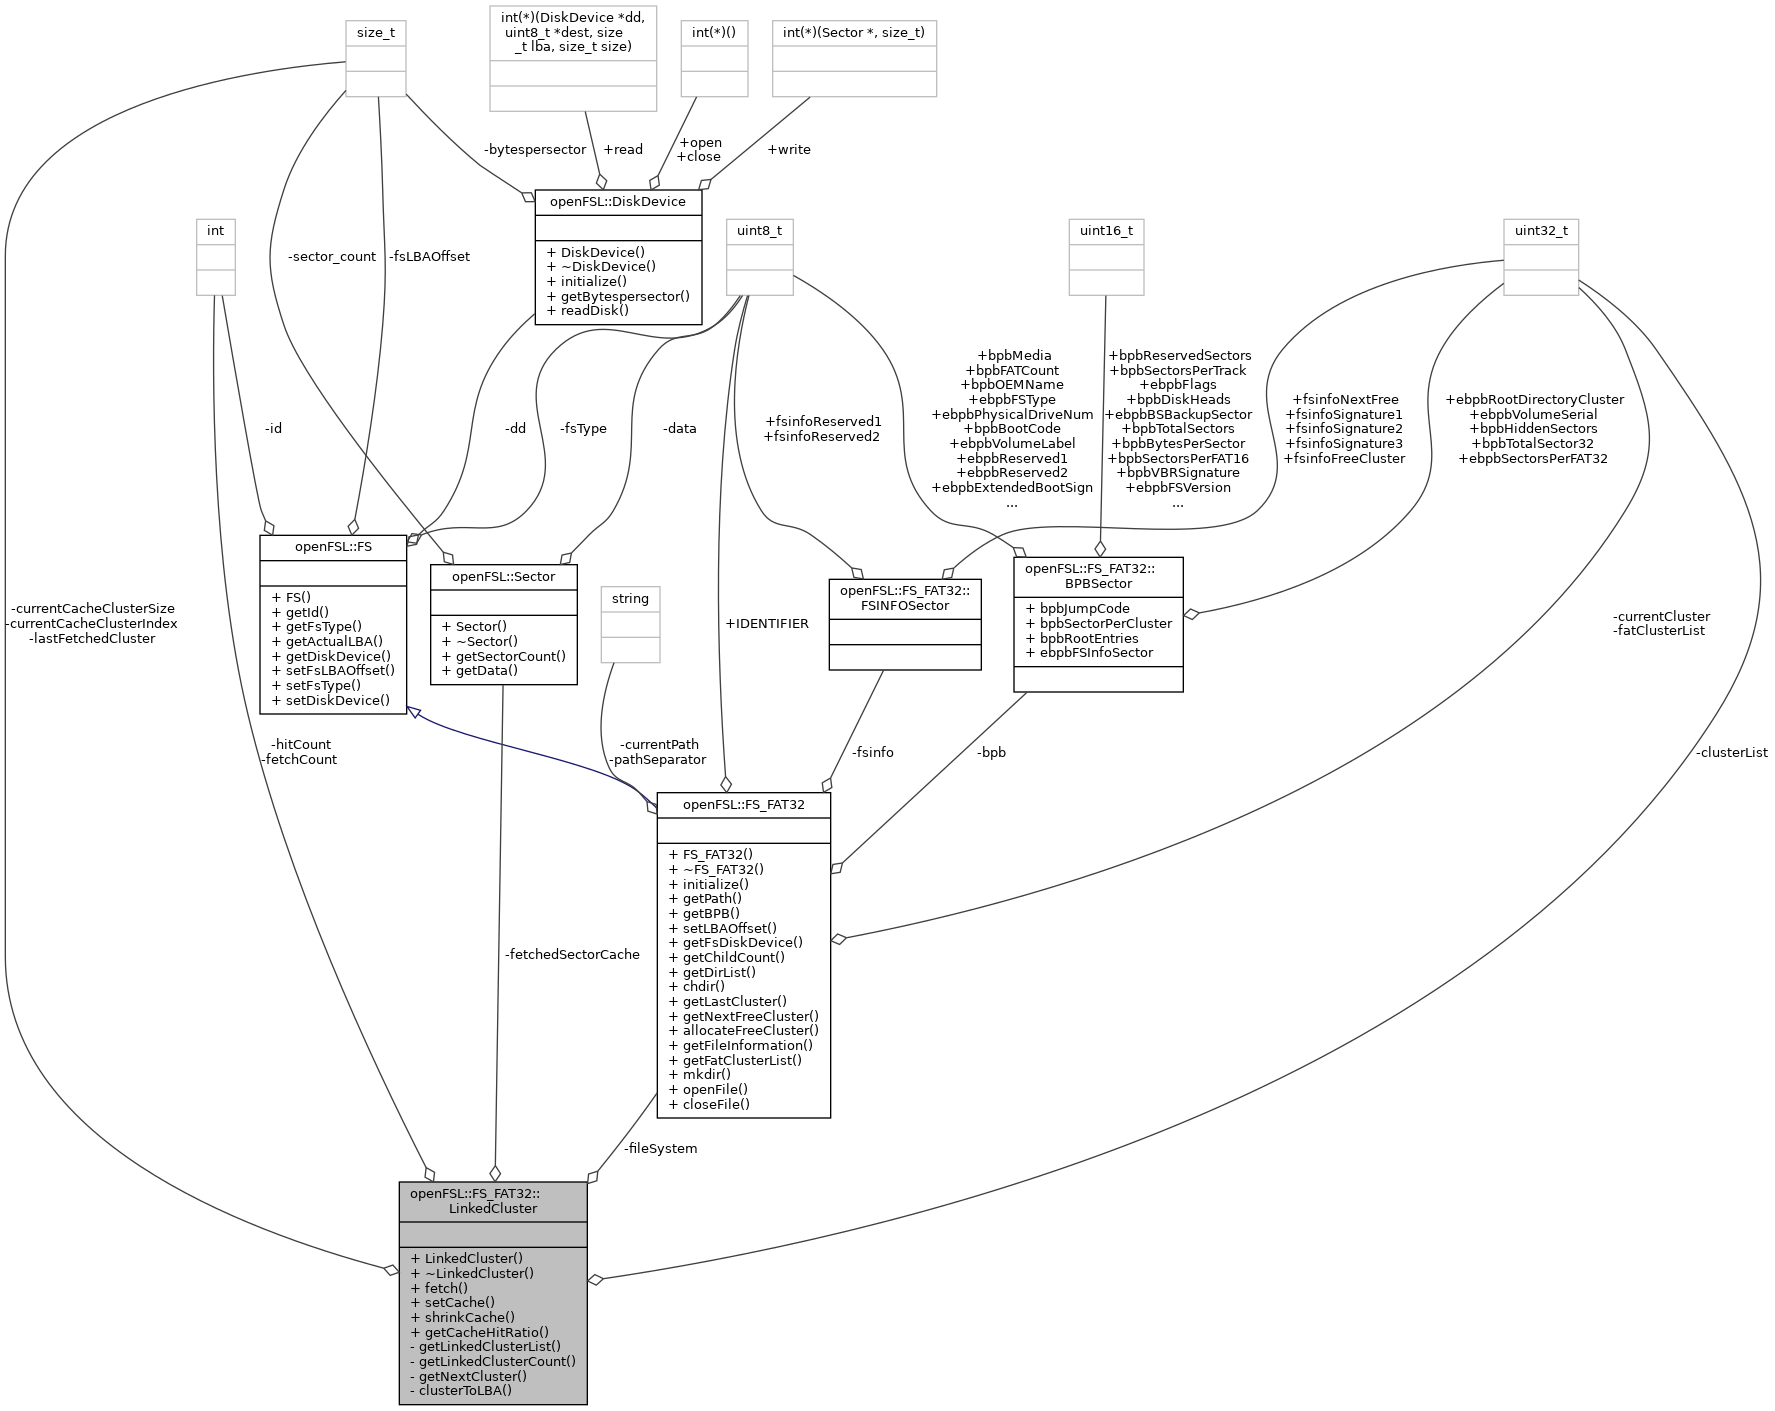 size_t
int(*)(DiskDevice *dd,
uint8_t *dest, size
_t lba, size_t size)
int(*)()
int(*)(Sector *, size_t)
-bytespersector
+read
+open
+close
+write
openFSL::DiskDevice
+ DiskDevice()
+ ~DiskDevice()
+ initialize()
+ getBytespersector()
+ readDisk()
int
-sector_count
-fsLBAOffset
uint8_t
uint16_t
uint32_t
-id
-dd
-fsType
-data
+fsinfoReserved1
+fsinfoReserved2
+bpbMedia
+bpbFATCount
+bpbOEMName
+ebpbFSType
+ebpbPhysicalDriveNum
+bpbBootCode
+ebpbVolumeLabel
+ebpbReserved1
+ebpbReserved2
+ebpbExtendedBootSign
...
+bpbReservedSectors
+bpbSectorsPerTrack
+ebpbFlags
+bpbDiskHeads
+ebpbBSBackupSector
+bpbTotalSectors
+bpbBytesPerSector
+bpbSectorsPerFAT16
+bpbVBRSignature
+ebpbFSVersion
...
+fsinfoNextFree
+fsinfoSignature1
+fsinfoSignature2
+fsinfoSignature3
+fsinfoFreeCluster
+ebpbRootDirectoryCluster
+ebpbVolumeSerial
+bpbHiddenSectors
+bpbTotalSector32
+ebpbSectorsPerFAT32
openFSL::FS
+ FS()
+ getId()
+ getFsType()
+ getActualLBA()
+ getDiskDevice()
+ setFsLBAOffset()
+ setFsType()
+ setDiskDevice()
openFSL::Sector
+ Sector()
+ ~Sector()
+ getSectorCount()
+ getData()
string
openFSL::FS_FAT32::
FSINFOSector
openFSL::FS_FAT32::
BPBSector
+ bpbJumpCode
+ bpbSectorPerCluster
+ bpbRootEntries
+ ebpbFSInfoSector
-currentCacheClusterSize
-currentCacheClusterIndex
-lastFetchedCluster
+IDENTIFIER
-currentCluster
-fatClusterList
-hitCount
-fetchCount
-currentPath
-pathSeparator
-fsinfo
-bpb
-clusterList
openFSL::FS_FAT32
+ FS_FAT32()
+ ~FS_FAT32()
+ initialize()
+ getPath()
+ getBPB()
+ setLBAOffset()
+ getFsDiskDevice()
+ getChildCount()
+ getDirList()
+ chdir()
+ getLastCluster()
+ getNextFreeCluster()
+ allocateFreeCluster()
+ getFileInformation()
+ getFatClusterList()
+ mkdir()
+ openFile()
+ closeFile()
-fetchedSectorCache
-fileSystem
openFSL::FS_FAT32::
LinkedCluster
+ LinkedCluster()
+ ~LinkedCluster()
+ fetch()
+ setCache()
+ shrinkCache()
+ getCacheHitRatio()
- getLinkedClusterList()
- getLinkedClusterCount()
- getNextCluster()
- clusterToLBA()